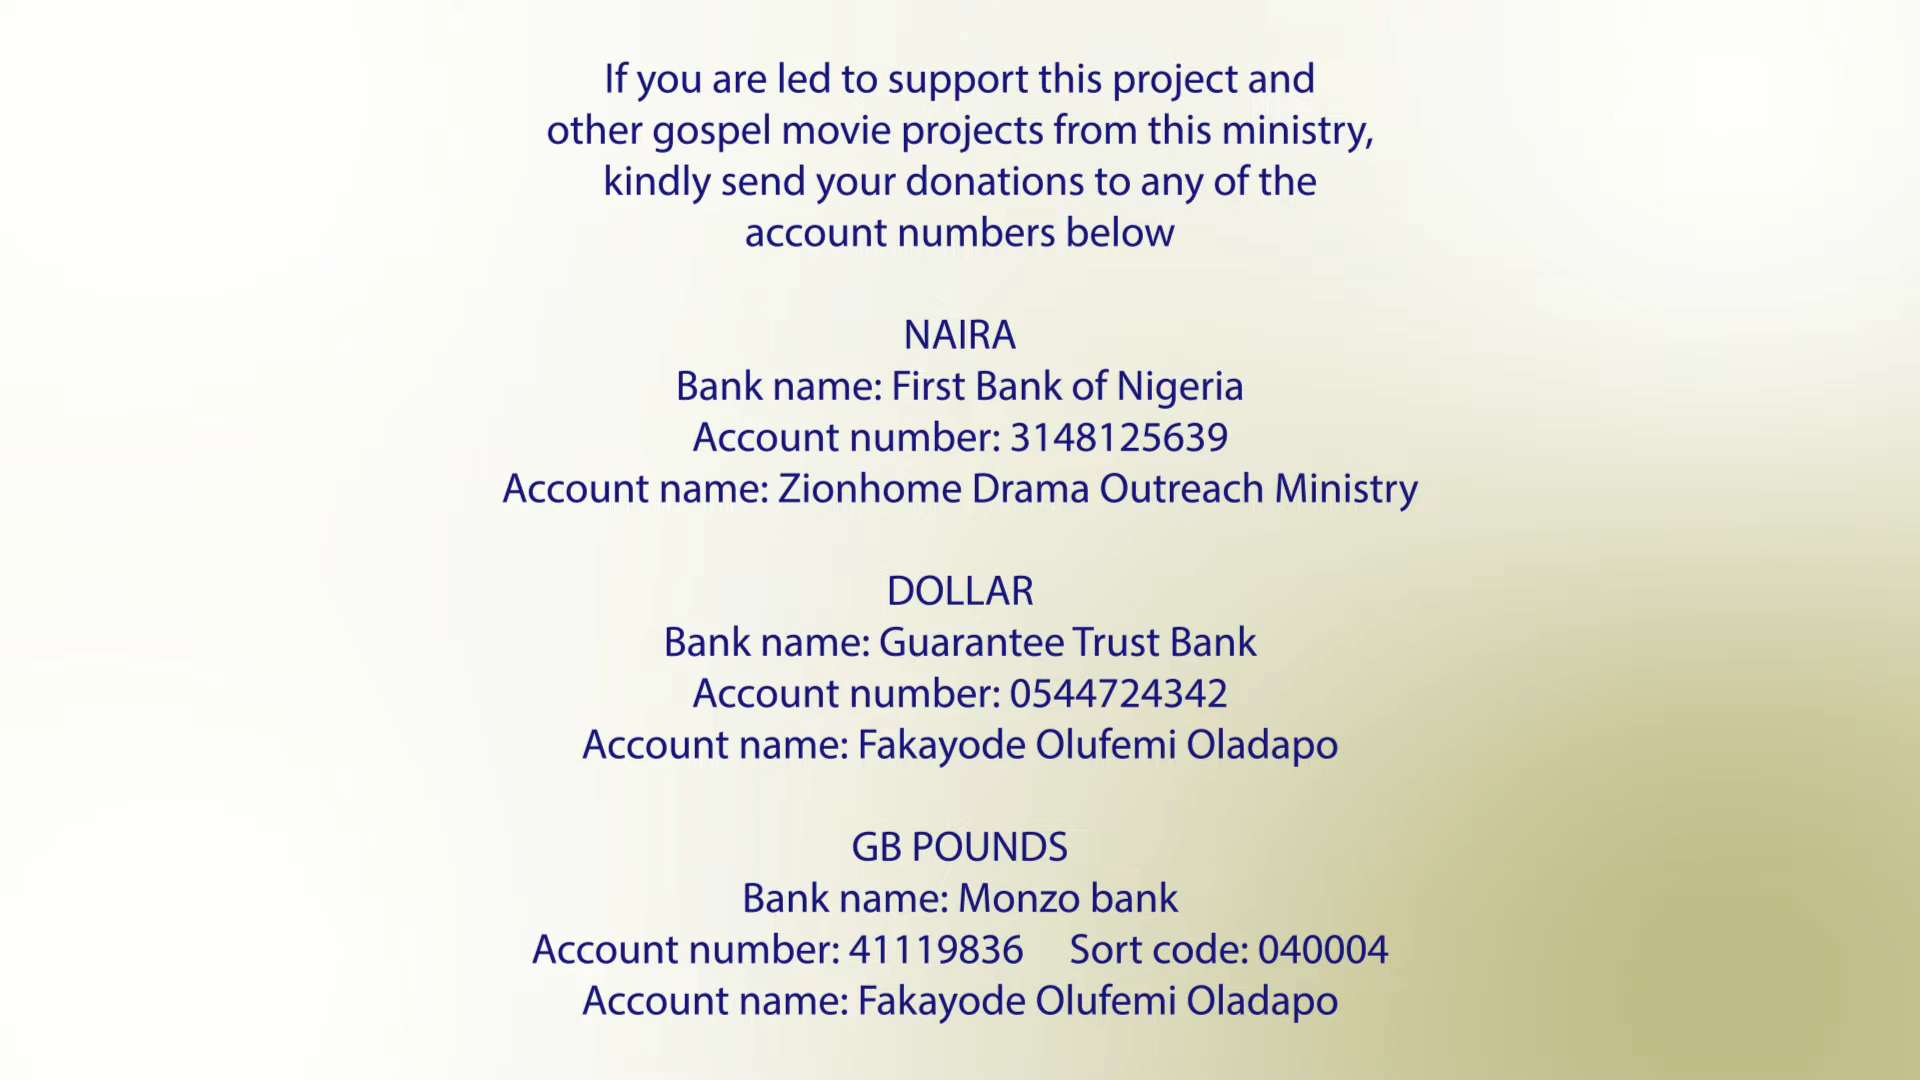 If you are led to support this project and
other gospel movie projects from this ministry,
kindly send your donations to any of the
account numbers below
NAIRA
Bank name: First Bank of Nigeria
Account number: 3148125639
Account name: Zionhome Drama Outreach Ministry
DOLLAR
Bank name: Guarantee Trust Bank
Account number: 0544724342
Account name: Fakayode Olufemi Oladapo
GB POUNDS
Bank name: Monzo bank
Account number: 41119836 Sort code: 040004
Account name: Fakayode Olufemi Oladapo